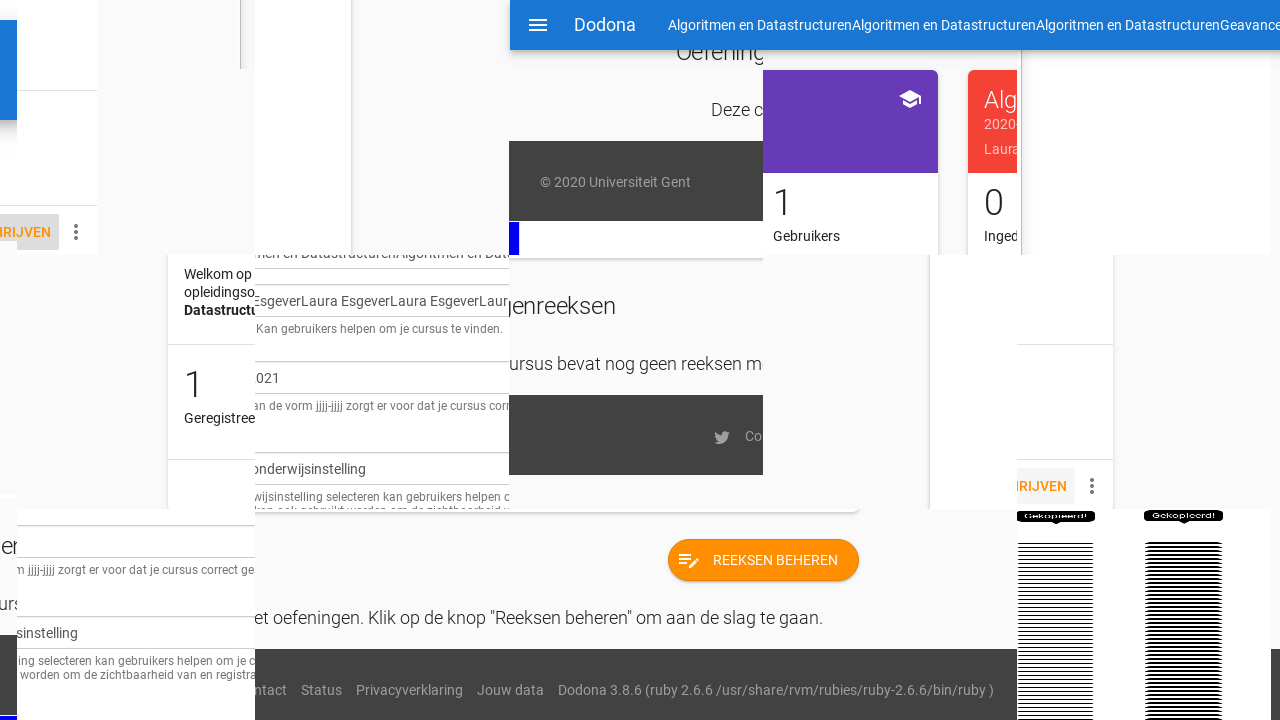 Dodona Algoritmen en DatastructurenAlgoritmen en DatastructurenAlgoritmen en DatastructurenGeavance
Oefening
Alg
2020-
Deze c
Laura
© 2020 Universiteit Gent
1
Gebruikers
0
Inged
HRIJVEN
men en DatastructurenAlgoritmen en Dat
Welkom op
opleidingso
Datastructu
EsgeverLaura EsgeverLaura EsgeverLaur
Kan gebruikers helpen om je cursus te vinden.
genreeksen
ursus bevat nog geen reeksen m
1
Geregistree
2021
an de vorm jjjj-jjjj zorgt er voor dat je cursus corr
Co
onderwijsinstelling
wijsinstelling selecteren kan gebruikers helpen o
HRIJVEN
Gekopieerd!
Gekopieerd!
en
m jjjj-jjjj zorgt er voor dat je cursus correct ge
REEKSEN BEHEREN
urs
et oefeningen. Klik op de knop "Reeksen beheren" om aan de slag te gaan.
sinstelling
ing selecteren kan gebruikers helpen om je c
worden om de zichtbaarheid van en registra
ntact Status Privacyverklaring Jouw data Dodona 3.8.6 (ruby 2.6.6 /usr/share/rvm/rubies/ruby-2.6.6/bin/ruby )